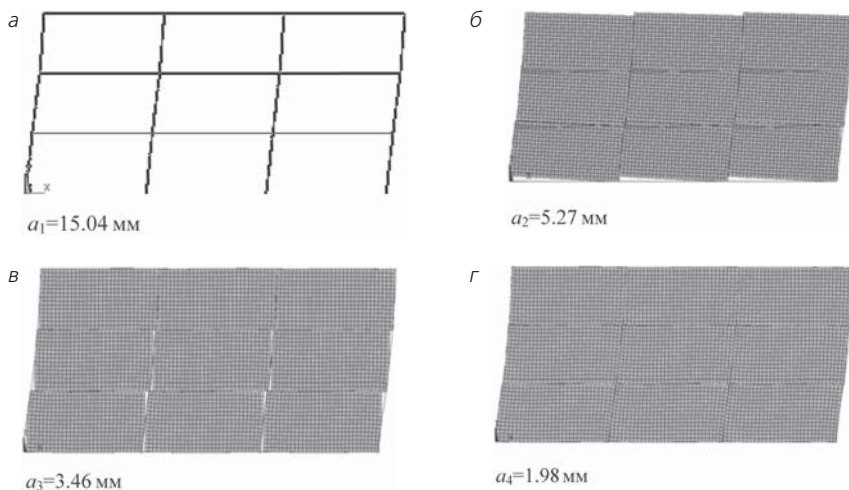 а
б
x
a₁=15.04 мм
a₂=5.27 мм
в
г
a₃=3.46 мм
a₄=1.98 мм